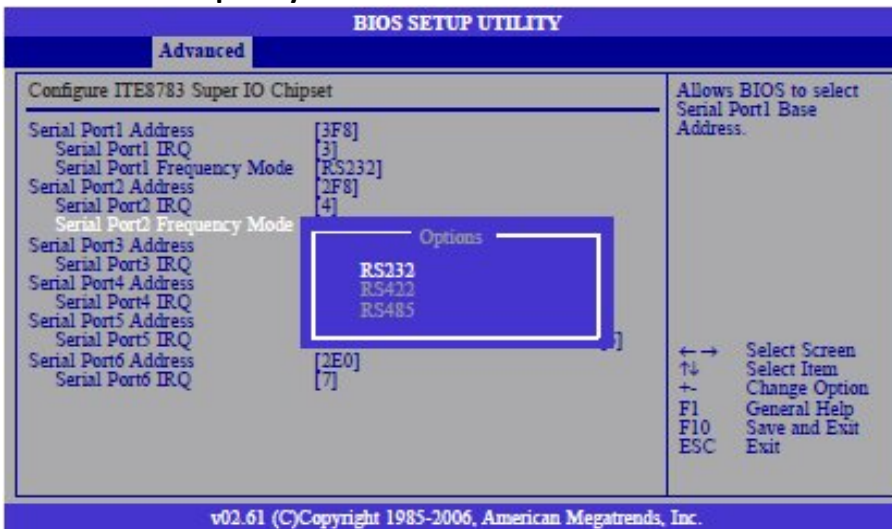 BIOS SETUP UTILITY
Advanced
Configure ITE8783 Super IO Chipset
Serial Port1 Address [3F8]
Serial Port1 IRQ [3]
Serial Port1 Frequency Mode [RS232]
Serial Port2 Address [2F8]
Serial Port2 IRQ [4]
Serial Port2 Frequency Mode
Serial Port3 Address
Serial Port3 IRQ
Serial Port4 Address
Serial Port4 IRQ
Serial Port5 Address
Serial Port5 IRQ
Serial Port6 Address [2E0]
Serial Port6 IRQ [7]
Options
RS232
RS422
RS485
Allows BIOS to select
Serial Port1 Base
Address.
←→ Select Screen
↑↓ Select Item
+- Change Option
F1 General Help
F10 Save and Exit
ESC Exit
v02.61 (C)Copyright 1985-2006, American Megatrends, Inc.